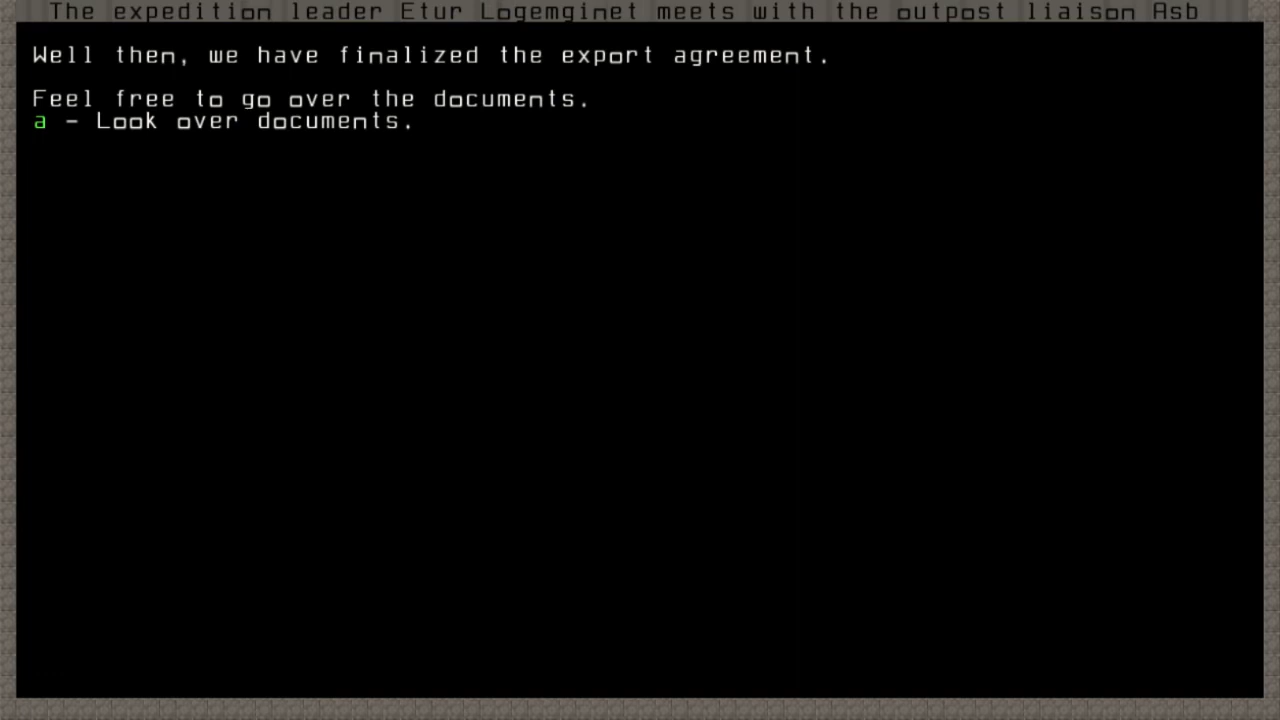 The expedition leader Etur Logemginet meets with the outpost liaison Asb
Well then, we have finalized the export agreement.
Feel free to go over the documents.
a - Look over documents.